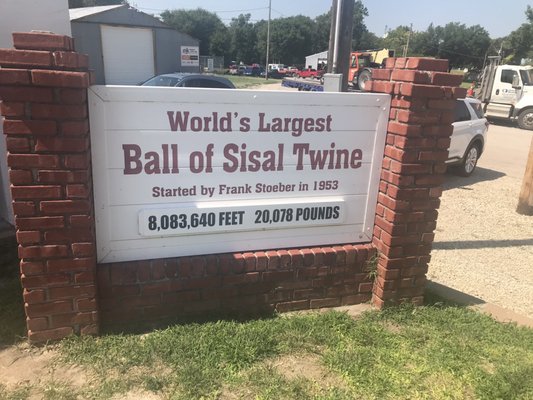 World's Largest
Ball of Sisal Twine
Started by Frank Stoeber in 1953
8,083,640 FEET 20,078 POUNDS